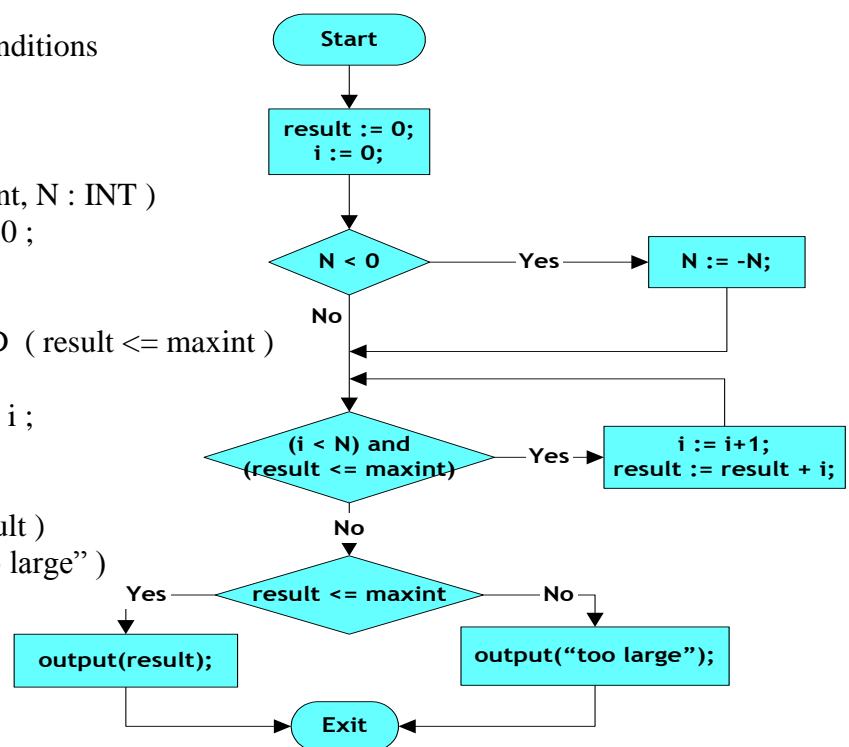 Start
nditions
result := 0;
i := 0;
nt, N : INT )
0 ;
N < 0
Yes
N := -N;
No
( result <= maxint )
i ;
(i < N) and
(result <= maxint)
Yes
i := i+1;
result := result + i;
ult )
No
large” )
Yes
result <= maxint
No
output(result);
output(“too large”);
Exit